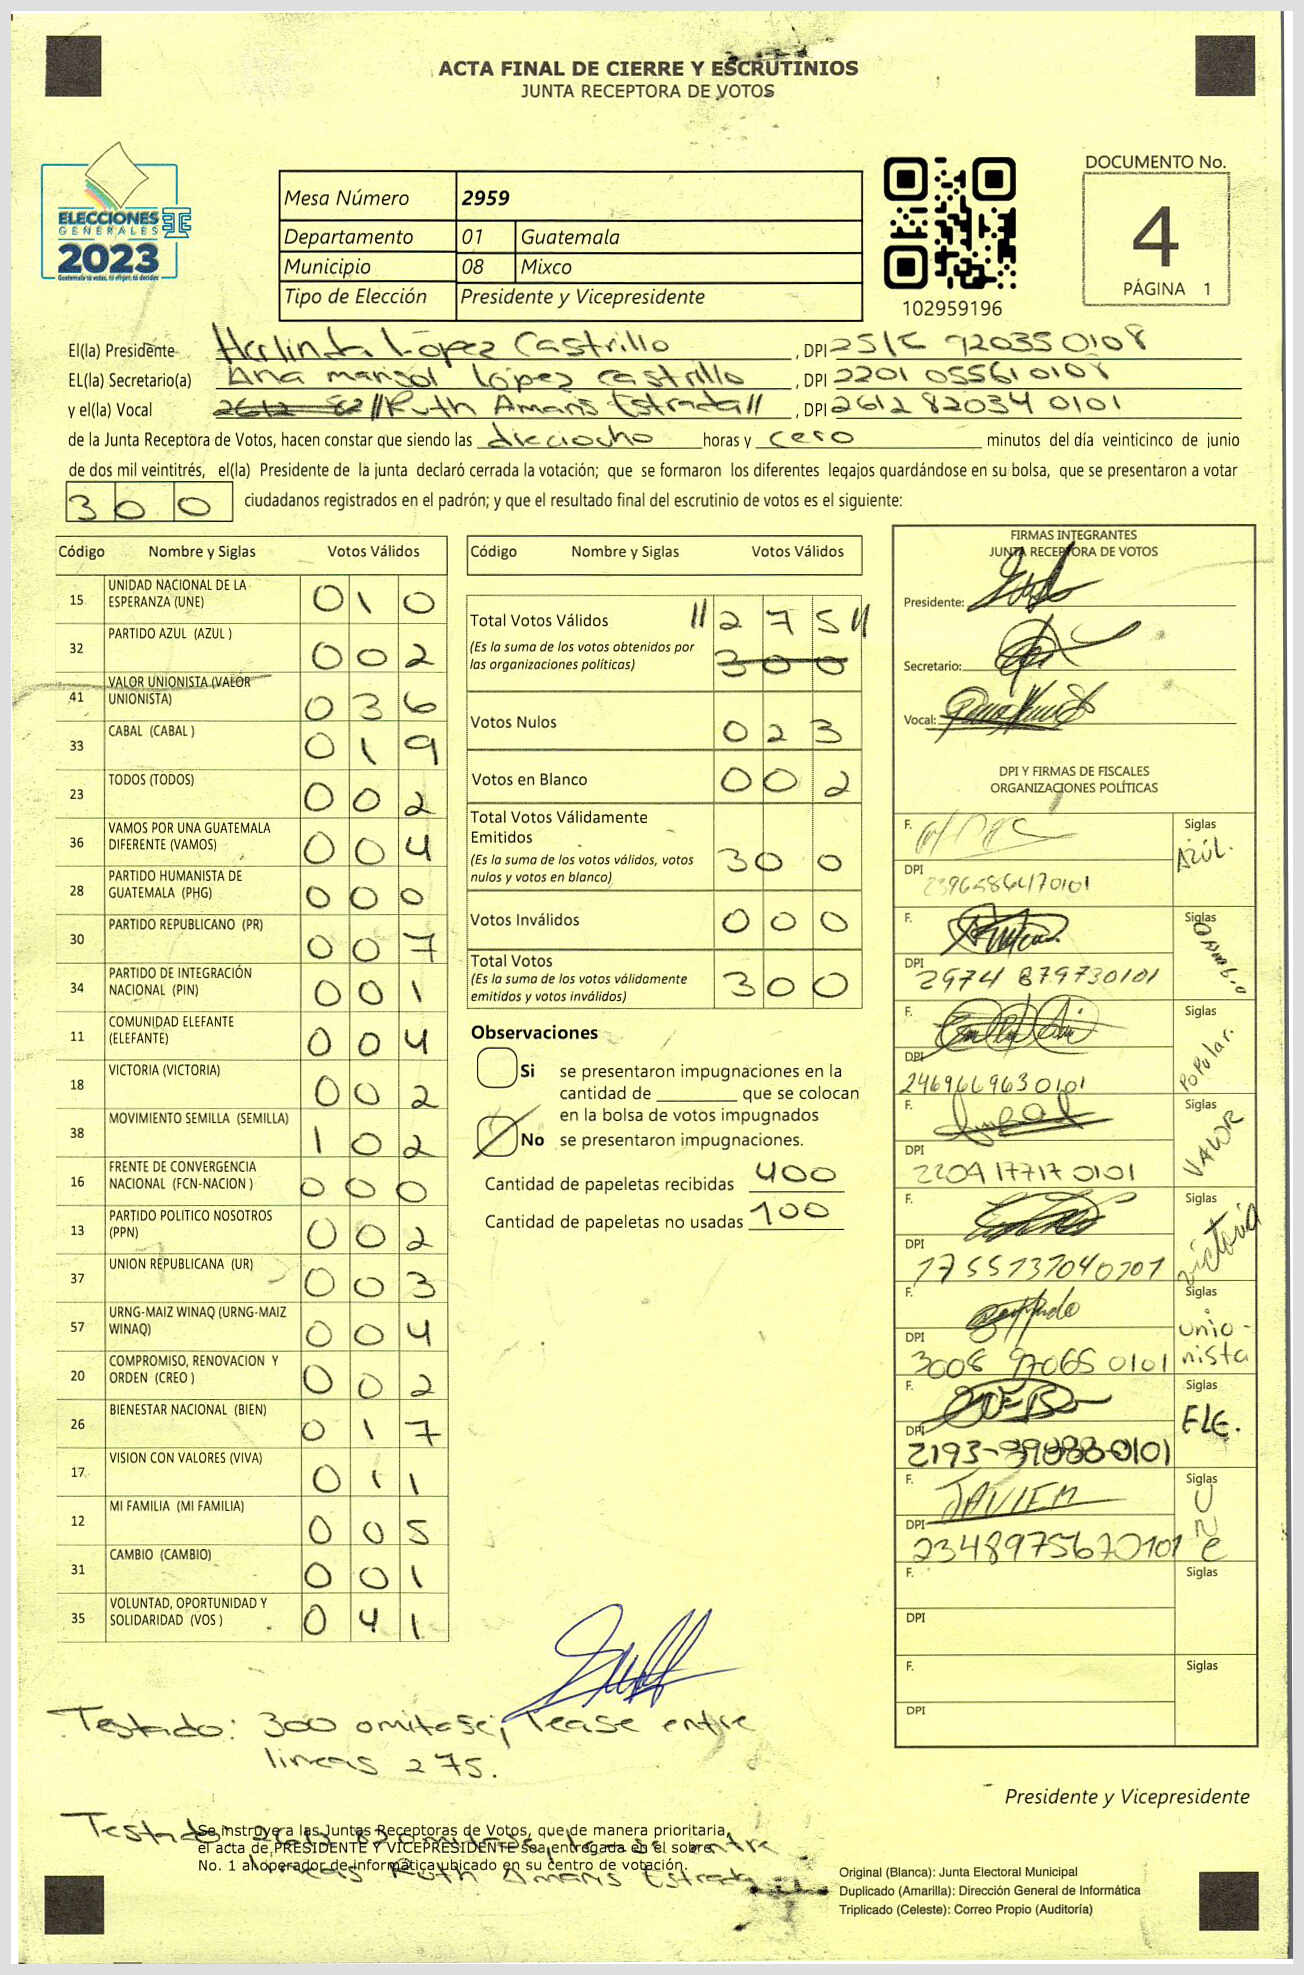 ACTA FINAL DE CIERRE Y ESCRUTINIOS
JUNTA RECEPTORA DE VOTOS
ELECCIONES
GENERALES
2023
Guatemala tú votas, tú eliges, tú decides
Mesa Número 2959
Departamento 01 Guatemala
Municipio 08 Mixco
Tipo de Elección Presidente y Vicepresidente
102959196
DOCUMENTO No.
4
PÁGINA 1
El(la) Presidente Herlinda López Castrillo, DPI 920350108
EL(la) Secretario(a) Ana marisol López castrillo, DPI 2201 05561 0108
y el(la) Vocal 2612 82 //Ruth Amaris Estrada//, DPI 2612 82034 0101
de la Junta Receptora de Votos, hacen constar que siendo las dieciocho horas y cero minutos del día veinticinco de junio
de dos mil veintitrés, el(la) Presidente de la junta declaró cerrada la votación; que se formaron los diferentes legajos quardándose en su bolsa, que se presentaron a votar
300 ciudadanos registrados en el padrón; y que el resultado final del escrutinio de votos es el siguiente:
Código Nombre y Siglas Votos Válidos
15 UNIDAD NACIONAL DE LA ESPERANZA (UNE) 0 1 0
32 PARTIDO AZUL (AZUL ) 0 0 2
41 VALOR UNIONISTA (VALOR UNIONISTA) 0 3 6
33 CABAL (CABAL ) 0 1 9
23 TODOS (TODOS) 0 0 2
36 VAMOS POR UNA GUATEMALA DIFERENTE (VAMOS) 0 0 4
28 PARTIDO HUMANISTA DE GUATEMALA (PHG) 0 0 0
30 PARTIDO REPUBLICANO (PR) 0 0 7
34 PARTIDO DE INTEGRACIÓN NACIONAL (PIN) 0 0 1
11 COMUNIDAD ELEFANTE (ELEFANTE) 0 0 4
18 VICTORIA (VICTORIA) 0 0 2
38 MOVIMIENTO SEMILLA (SEMILLA) 1 0 2
16 FRENTE DE CONVERGENCIA NACIONAL (FCN-NACION ) 0 0 0
13 PARTIDO POLITICO NOSOTROS (PPN) 0 0 2
37 UNION REPUBLICANA (UR) 0 0 3
57 URNG-MAIZ WINAQ (URNG-MAIZ WINAQ) 0 0 4
20 COMPROMISO, RENOVACION Y ORDEN (CREO ) 0 0 2
26 BIENESTAR NACIONAL (BIEN) 0 1 7
17 VISION CON VALORES (VIVA) 0 1 1
12 MI FAMILIA (MI FAMILIA) 0 0 5
31 CAMBIO (CAMBIO) 0 0 1
35 VOLUNTAD, OPORTUNIDAD Y SOLIDARIDAD (VOS ) 0 4 1
Código Nombre y Siglas Votos Válidos
Total Votos Válidos // 2 7 5 //
(Es la suma de los votos obtenidos por
las organizaciones políticas) 3 0 0
Votos Nulos 0 2 3
Votos en Blanco 0 0 2
Total Votos Válidamente
Emitidos
(Es la suma de los votos válidos, votos
nulos y votos en blanco) 3 0 0
Votos Inválidos 0 0 0
Total Votos
(Es la suma de los votos válidamente
emitidos y votos inválidos) 3 0 0
Observaciones
Si se presentaron impugnaciones en la
cantidad de ________ que se colocan
en la bolsa de votos impugnados
No se presentaron impugnaciones.
Cantidad de papeletas recibidas 400
Cantidad de papeletas no usadas 100
FIRMAS INTEGRANTES
JUNTA RECEPTORA DE VOTOS
Presidente:
Secretario:
Vocal:
DPI Y FIRMAS DE FISCALES
ORGANIZACIONES POLÍTICAS
F. Siglas AZÚL.
DPI
F. Siglas
DPI 2974 879730101
F. Siglas Popular.
DPI 2469669630101
F. Siglas VALOR
DPI 2204 17717 0101
F. Siglas victoria
DPI 1755137040101
F. Siglas Unio-
DPI 3008 97065 0101 nista
F. Siglas ELE.
DPI
F. JAVIEM Siglas UNe
DPI 2348975670101
F. Siglas
DPI
F. Siglas
DPI
Testado: 300 omitase; lease entre
lineas 275.
Presidente y Vicepresidente
Testado 2612 82 omitase, lease entre
lineas Ruth Amaris Estrada
Se instruye a las Juntas Receptoras de Votos, que de manera prioritaria,
el acta de PRESIDENTE Y VICEPRESIDENTE sea entregada en el sobre
No. 1 al operador de informática ubicado en su centro de votación.
Original (Blanca): Junta Electoral Municipal
Duplicado (Amarilla): Dirección General de Informática
Triplicado (Celeste): Correo Propio (Auditoría)